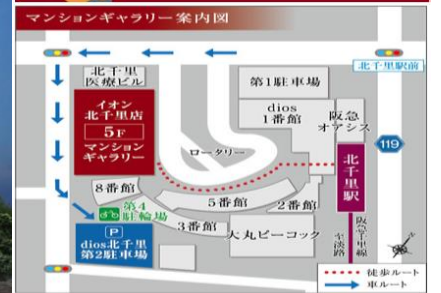 マンションギャラリー案内図
北千里駅前
北千里
医療ビル
第1駐車場
イオン
北千里店
5F
マンション
ギャラリー
dios
1番館
阪急
オアシス
119
ロータリー
北千里駅
8番館
第4
駐輪場
5番館
2番館
3番館
大丸ピーコック
P
dios北千里
第2駐車場
至淡路
阪急千里線
徒歩ルート
車ルート